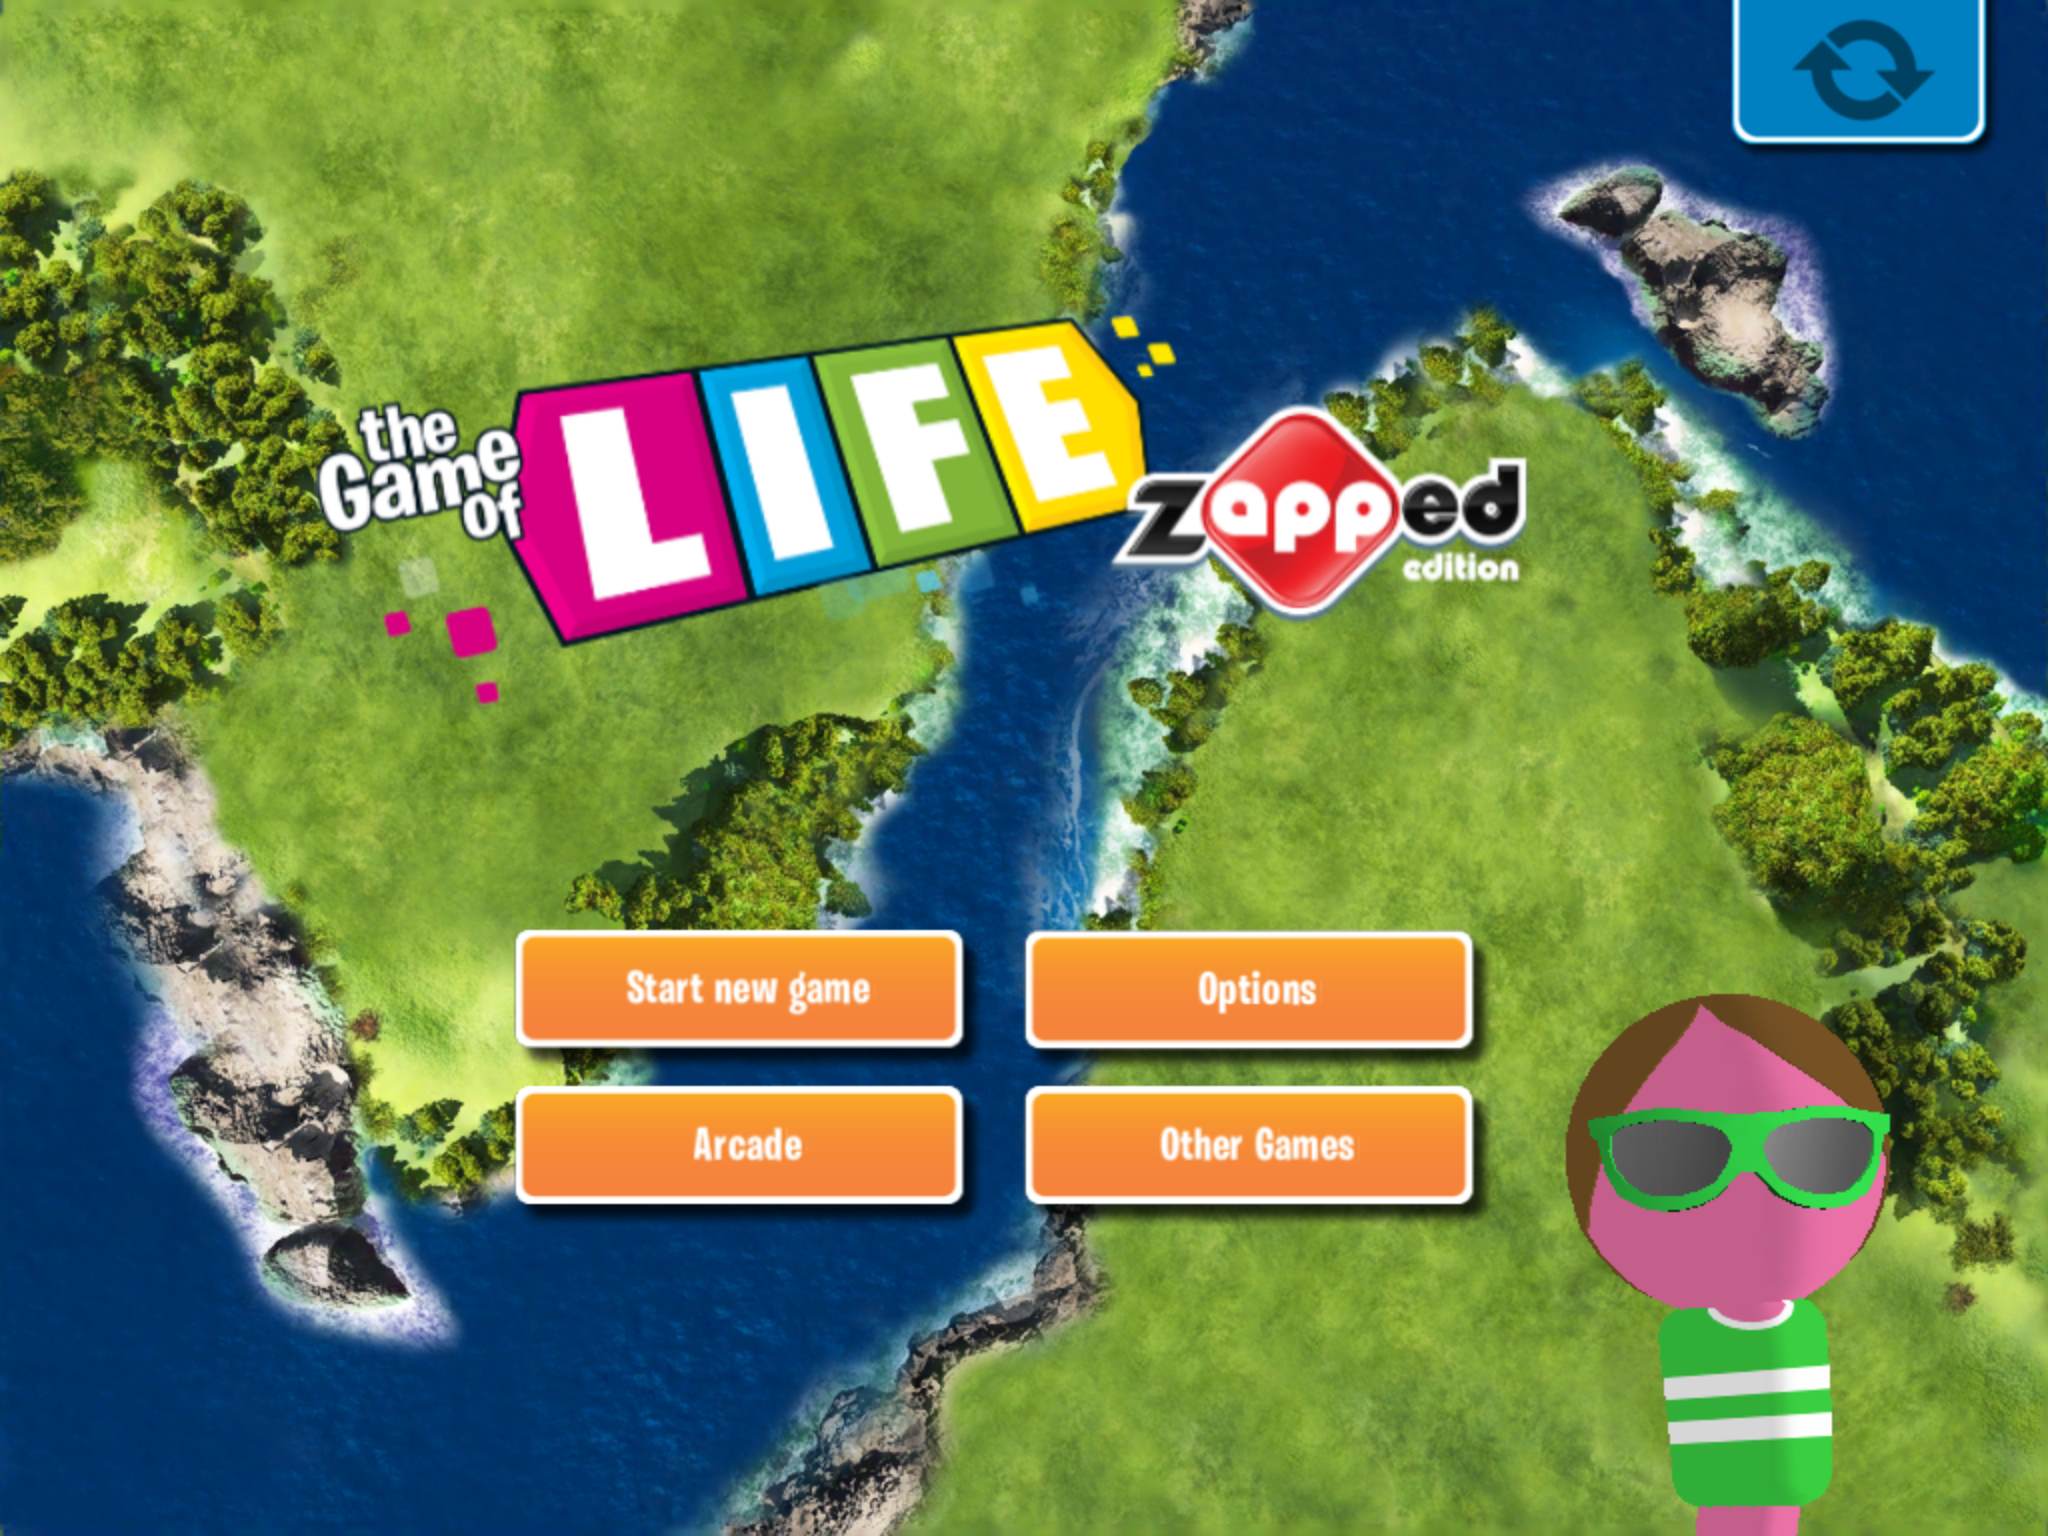 the
Game
of
LIFE
zapped
edition
Start new game
Options
Arcade
Other Games